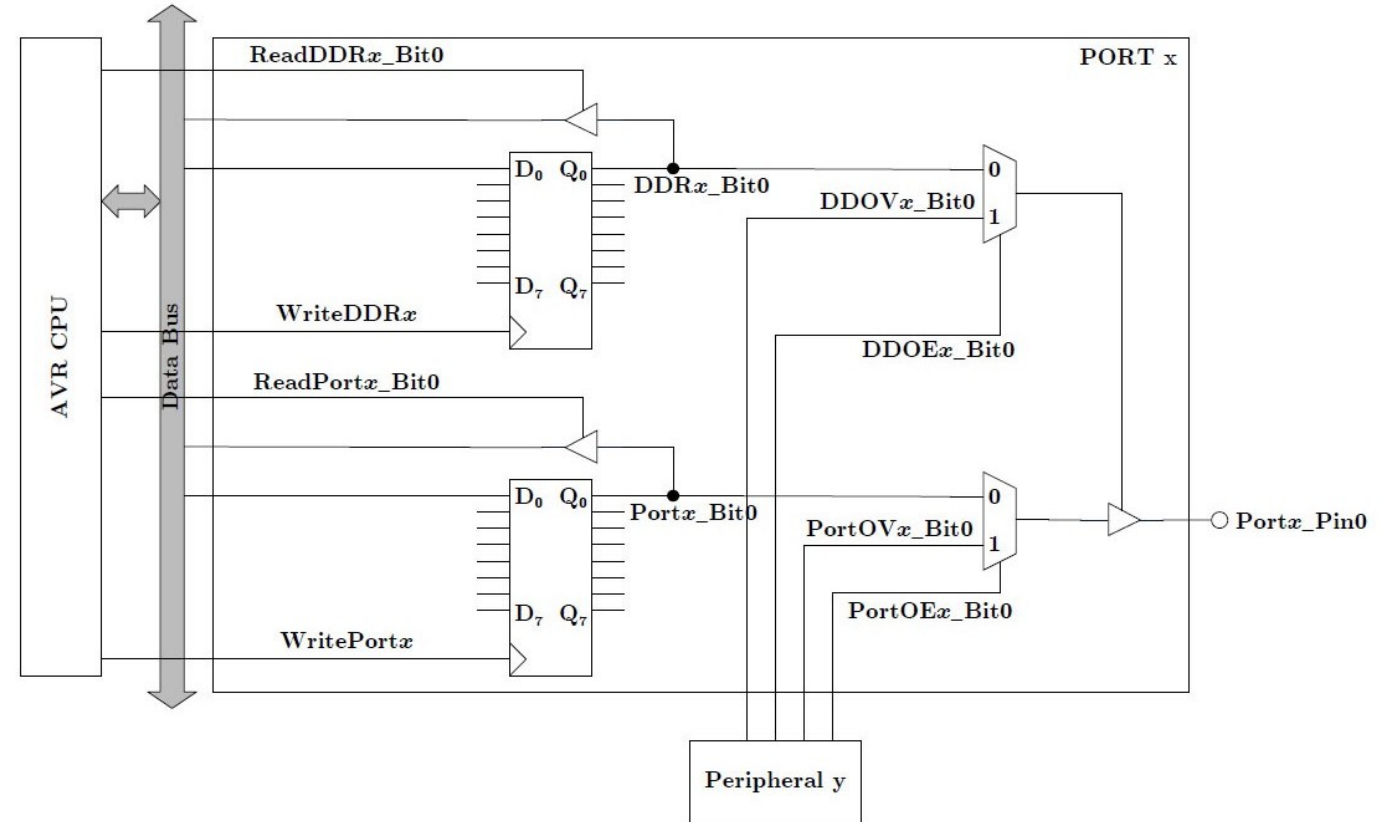 ReadDDRx_Bit0
PORT x
D0 Q0
DDRx_Bit0
0
DDOVx_Bit0
1
D7 Q7
WriteDDRx
DDOEx_Bit0
AVR CPU
Data Bus
ReadPortx_Bit0
D0 Q0
Portx_Bit0
0
PortOVx_Bit0
1
Portx_Pin0
D7 Q7
PortOEx_Bit0
WritePortx
Peripheral y